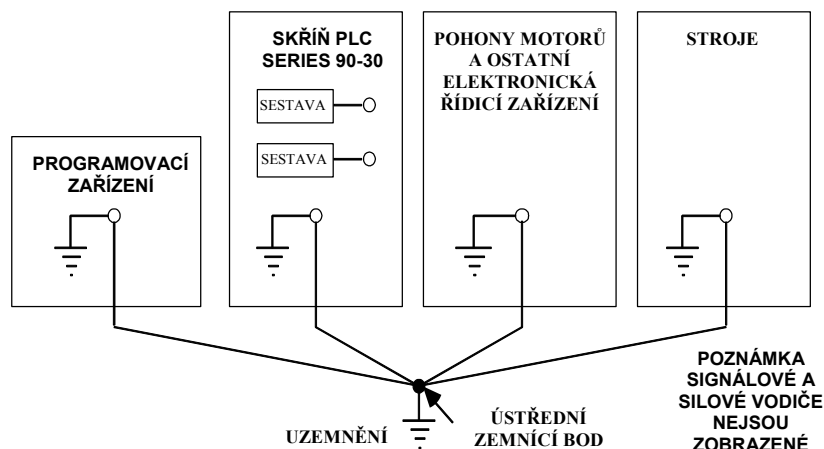 SKŘÍŇ PLC
SERIES 90-30
SESTAVA
SESTAVA
POHONY MOTORŮ
A OSTATNÍ
ELEKTRONICKÁ
ŘÍDICÍ ZAŘÍZENÍ
STROJE
PROGRAMOVACÍ
ZAŘÍZENÍ
UZEMNĚNÍ
ÚSTŘEDNÍ
ZEMNÍCÍ BOD
POZNÁMKA
SIGNÁLOVÉ A
SILOVÉ VODIČE
NEJSOU
ZOBRAZENÉ